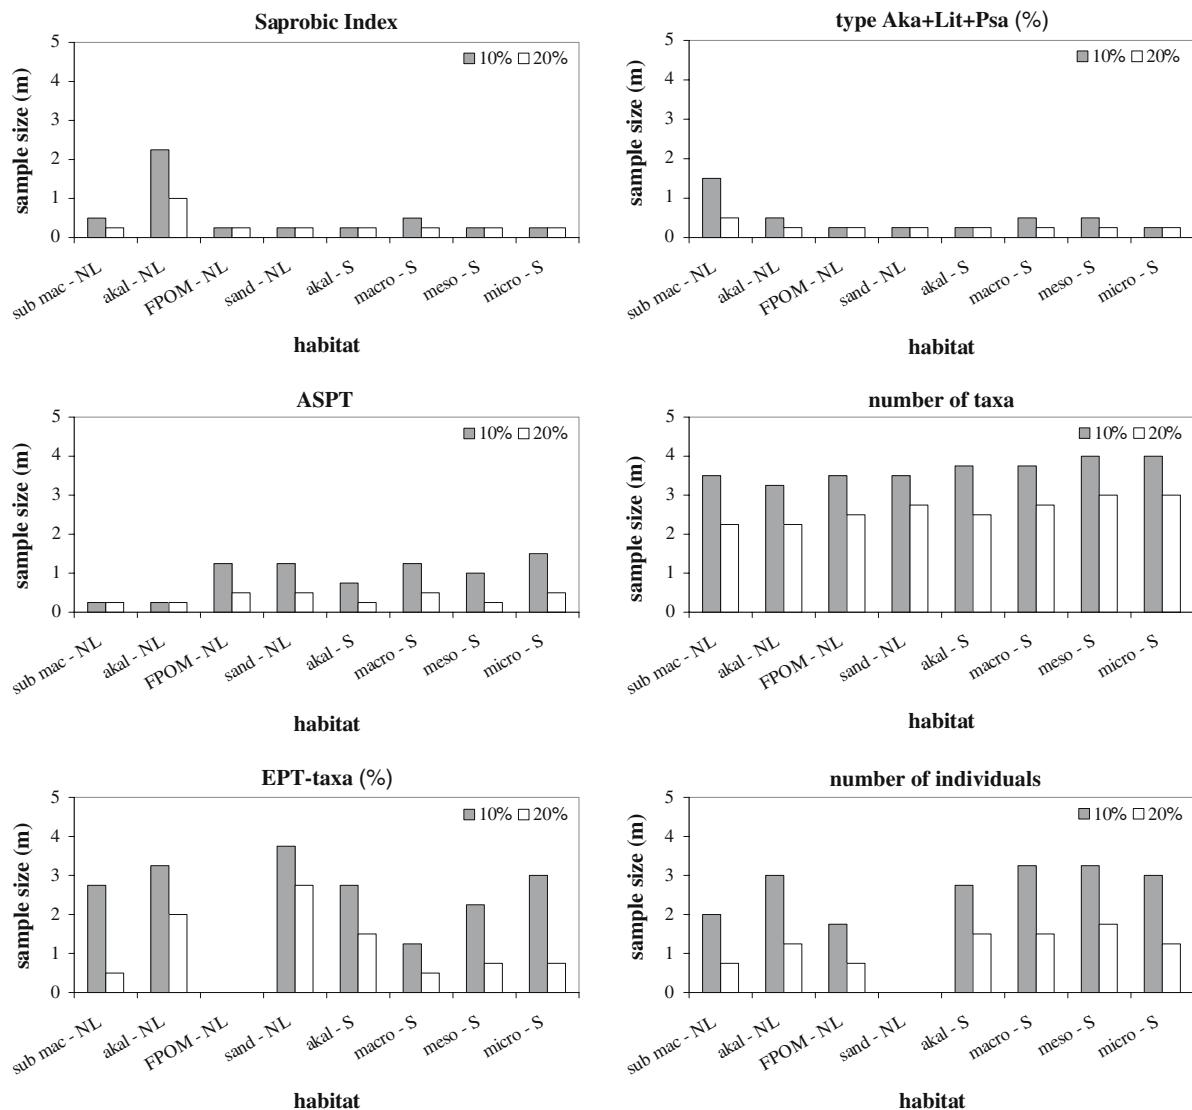 Saprobic Index
5
4
3
2
1
0
sample size (m)
10% 20%
sub mac - NL
akal - NL
FPOM - NL
sand - NL
akal - S
macro - S
meso - S
micro - S
habitat
type Aka+Lit+Psa (%)
5
4
3
2
1
0
sample size (m)
10% 20%
sub mac - NL
akal - NL
FPOM - NL
sand - NL
akal - S
macro - S
meso - S
micro - S
habitat
ASPT
5
4
3
2
1
0
sample size (m)
10% 20%
sub mac - NL
akal - NL
FPOM - NL
sand - NL
akal - S
macro - S
meso - S
micro - S
habitat
number of taxa
5
4
3
2
1
0
sample size (m)
10% 20%
sub mac - NL
akal - NL
FPOM - NL
sand - NL
akal - S
macro - S
meso - S
micro - S
habitat
EPT-taxa (%)
5
4
3
2
1
0
sample size (m)
10% 20%
sub mac - NL
akal - NL
FPOM - NL
sand - NL
akal - S
macro - S
meso - S
micro - S
habitat
number of individuals
5
4
3
2
1
0
sample size (m)
10% 20%
sub mac - NL
akal - NL
FPOM - NL
sand - NL
akal - S
macro - S
meso - S
micro - S
habitat